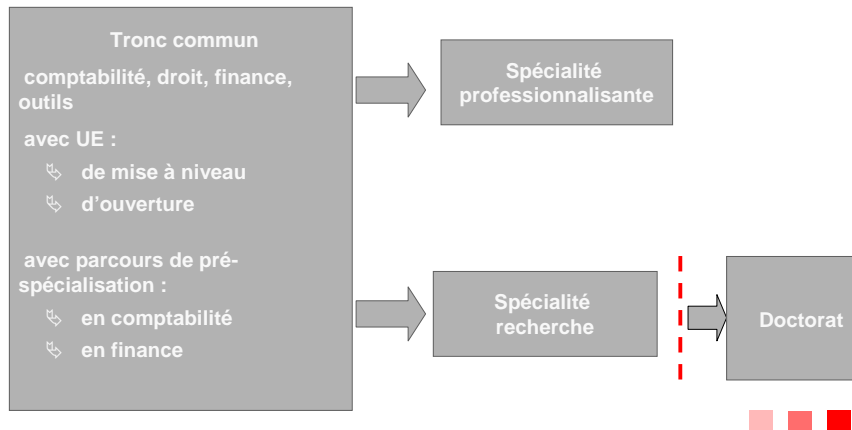 Tronc commun
comptabilité, droit, finance,
outils
avec UE :
de mise à niveau
d'ouverture
avec parcours de pré-
spécialisation :
en comptabilité
en finance
Spécialité
professionnalisante
Spécialité
recherche
Doctorat